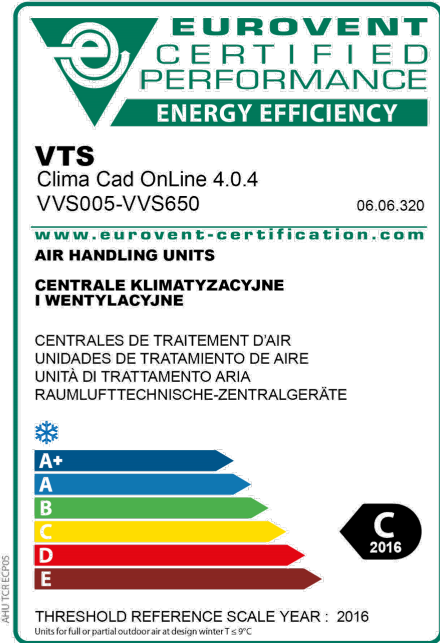 EUROVENT
CERTIFIED
PERFORMANCE
ENERGY EFFICIENCY
VTS
Clima Cad OnLine 4.0.4
VVS005-VVS650 06.06.320
www.eurovent-certification.com
AIR HANDLING UNITS
CENTRALE KLIMATYZACYJNE
I WENTYLACYJNE
CENTRALES DE TRAITEMENT D'AIR
UNIDADES DE TRATAMIENTO DE AIRE
UNITÀ DI TRATTAMENTO ARIA
RAUMLUFTTECHNISCHE-ZENTRALGERÄTE
A+
A
B
C
D
E
C
2016
THRESHOLD REFERENCE SCALE YEAR : 2016
Units for full or partial outdoor air at design winter T ≤ 9°C
AHU TCR ECP05